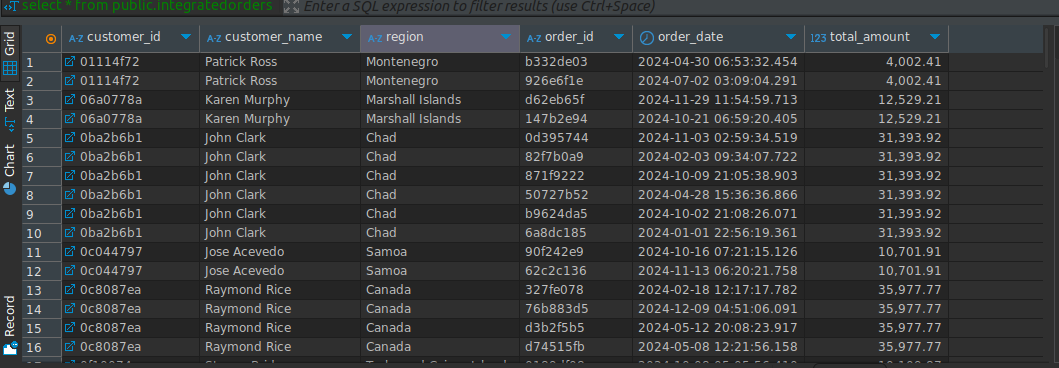 select * from public.integratedorders Enter a SQL expression to filter results (use Ctrl+Space)
Grid
Text
Chart
Record
A-Z customer_id A-Z customer_name A-Z region A-Z order_id order_date 123 total_amount
1 01114f72 Patrick Ross Montenegro b332de03 2024-04-30 06:53:32.454 4,002.41
2 01114f72 Patrick Ross Montenegro 926e6f1e 2024-07-02 03:09:04.291 4,002.41
3 06a0778a Karen Murphy Marshall Islands d62eb65f 2024-11-29 11:54:59.713 12,529.21
4 06a0778a Karen Murphy Marshall Islands 147b2e94 2024-10-21 06:59:20.405 12,529.21
5 0ba2b6b1 John Clark Chad 0d395744 2024-11-03 02:59:34.519 31,393.92
6 0ba2b6b1 John Clark Chad 82f7b0a9 2024-02-03 09:34:07.722 31,393.92
7 0ba2b6b1 John Clark Chad 871f9222 2024-10-09 21:05:38.903 31,393.92
8 0ba2b6b1 John Clark Chad 50727b52 2024-04-28 15:36:36.866 31,393.92
9 0ba2b6b1 John Clark Chad b9624da5 2024-10-02 21:08:26.071 31,393.92
10 0ba2b6b1 John Clark Chad 6a8dc185 2024-01-01 22:56:19.361 31,393.92
11 0c044797 Jose Acevedo Samoa 90f242e9 2024-10-16 07:21:15.126 10,701.91
12 0c044797 Jose Acevedo Samoa 62c2c136 2024-11-13 06:20:21.758 10,701.91
13 0c8087ea Raymond Rice Canada 327fe078 2024-02-18 12:17:17.782 35,977.77
14 0c8087ea Raymond Rice Canada 76b883d5 2024-12-09 04:51:06.091 35,977.77
15 0c8087ea Raymond Rice Canada d3b2f5b5 2024-05-12 20:08:23.917 35,977.77
16 0c8087ea Raymond Rice Canada d74515fb 2024-05-08 12:21:56.158 35,977.77